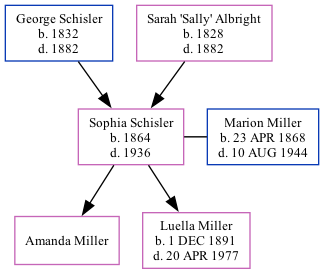 George Schisler
b. 1832
d. 1882
Sarah 'Sally' Albright
b. 1828
d. 1882
Sophia Schisler
b. 1864
d. 1936
Marion Miller
b. 23 APR 1868
d. 10 AUG 1944
Amanda Miller
Luella Miller
b. 1 DEC 1891
d. 20 APR 1977